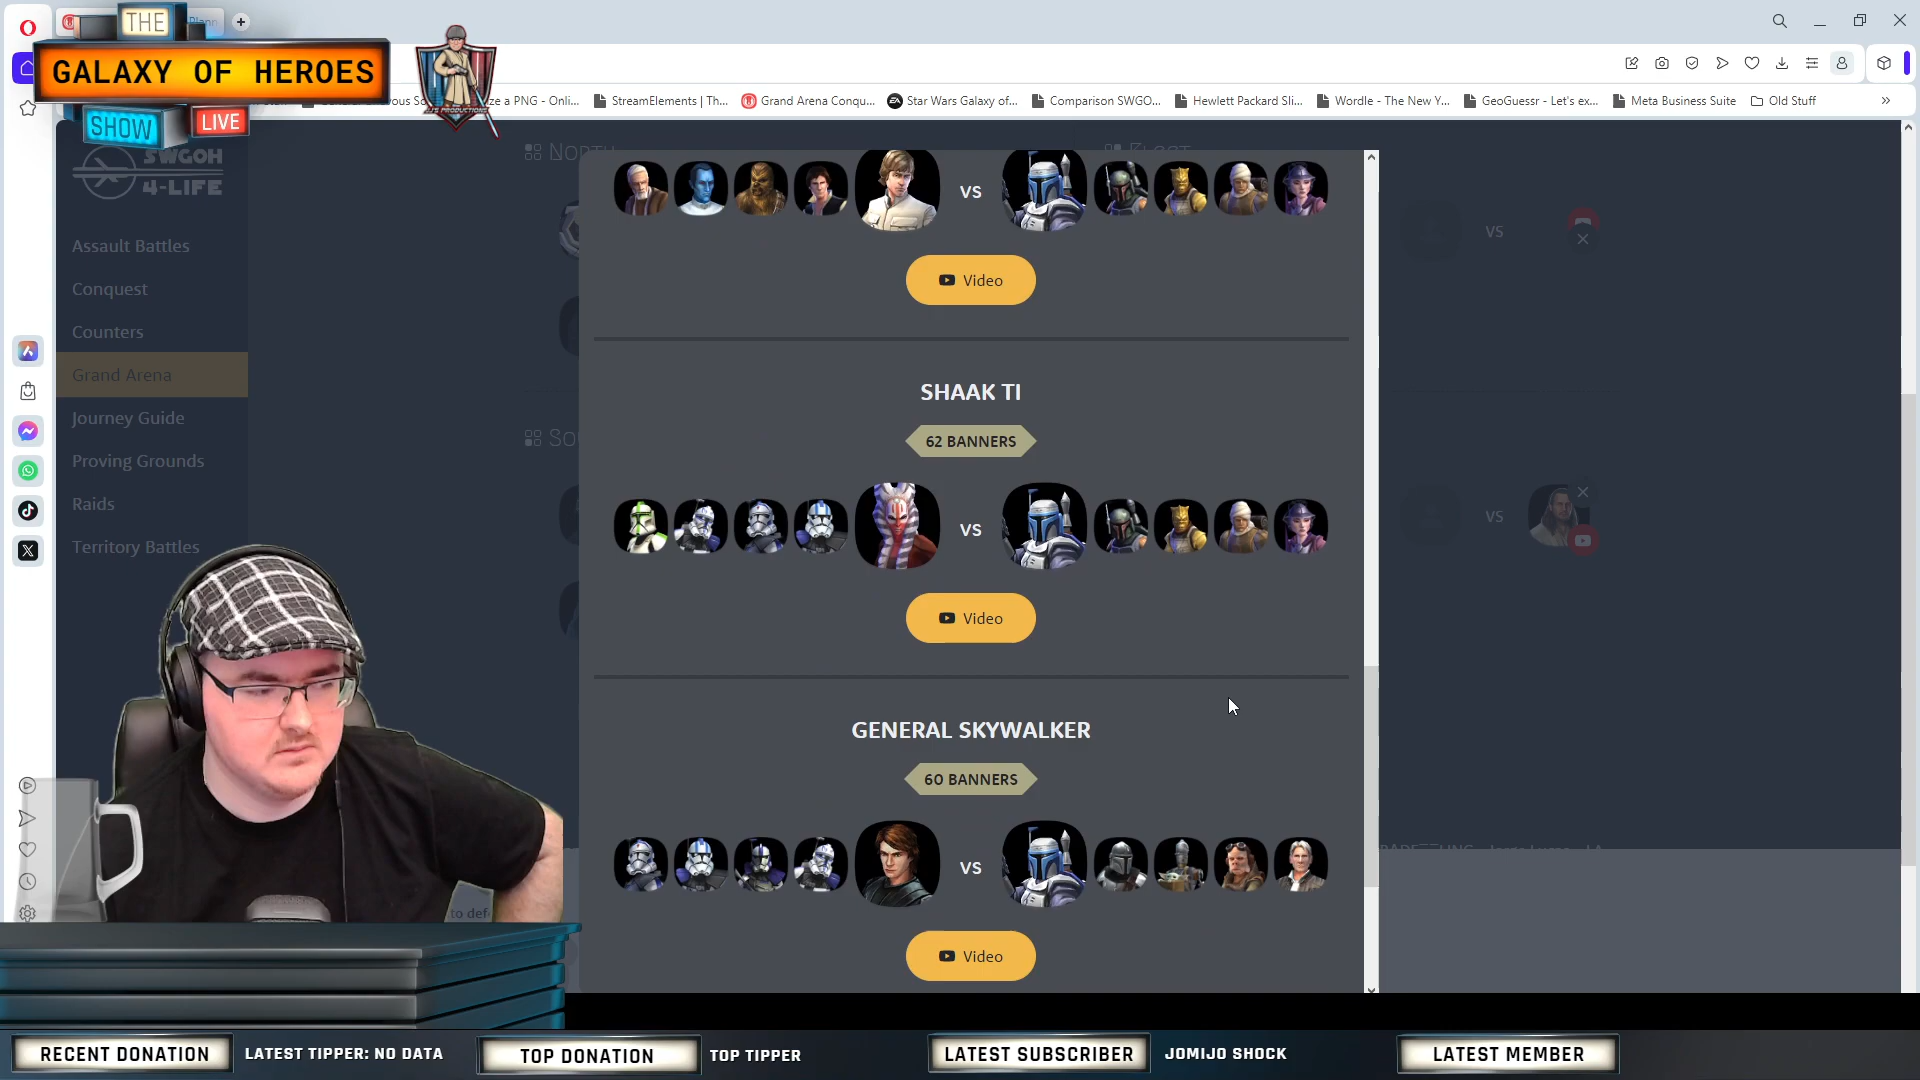 THE
GALAXY OF HEROES
SHOW
LIVE
ize a PNG - Onli...
StreamElements | Th...
Grand Arena Conqu...
Star Wars Galaxy of...
Comparison SWGO...
Hewlett Packard Sli...
Wordle - The New Y...
GeoGuessr - Let's ex...
Meta Business Suite
Old Stuff
SWGOH
4-LIFE
Assault Battles
Conquest
Counters
Grand Arena
Journey Guide
Proving Grounds
Raids
Territory Battles
VS
Video
SHAAK TI
62 BANNERS
VS
Video
GENERAL SKYWALKER
60 BANNERS
VS
Video
VS
VS
RECENT DONATION
LATEST TIPPER: NO DATA
TOP DONATION
TOP TIPPER
LATEST SUBSCRIBER
JOMIJO SHOCK
LATEST MEMBER